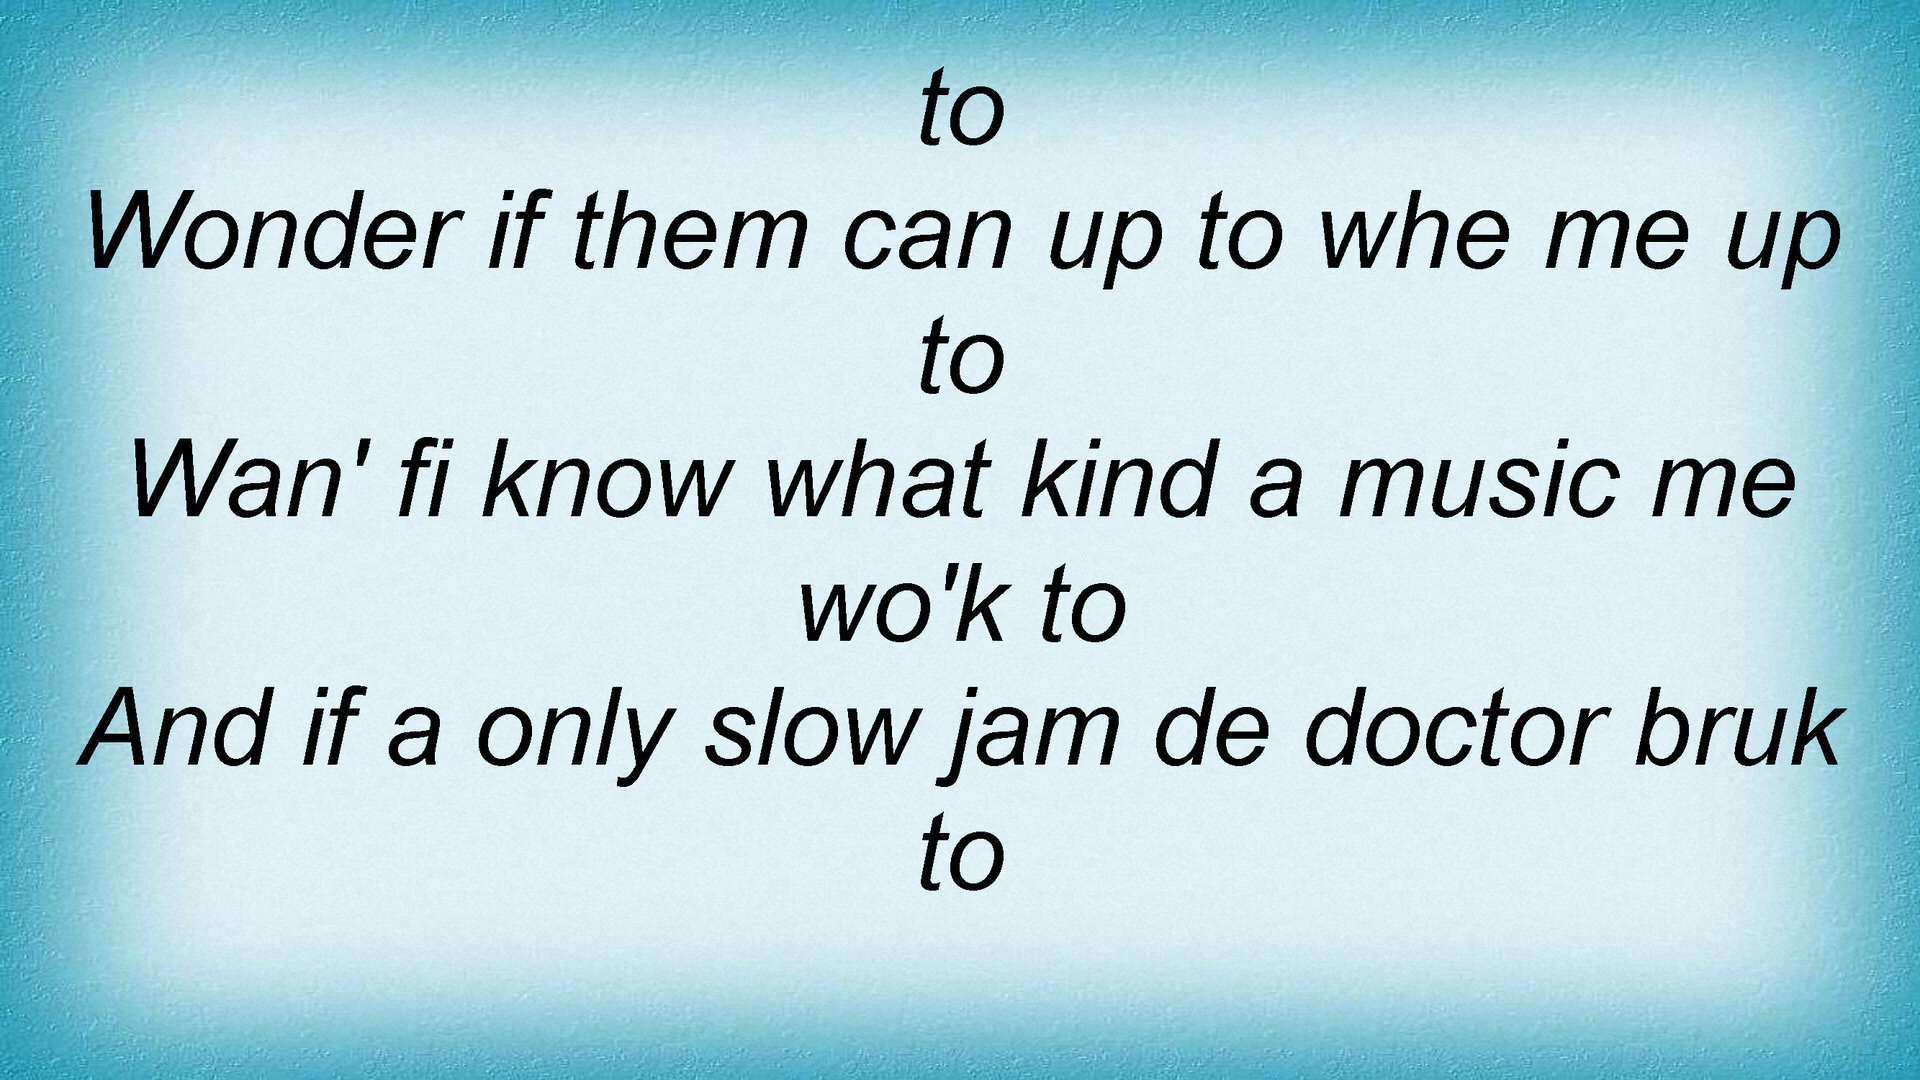 to
Wonder if them can up to whe me up
to
Wan' fi know what kind a music me
wo'k to
And if a only slow jam de doctor bruk
to